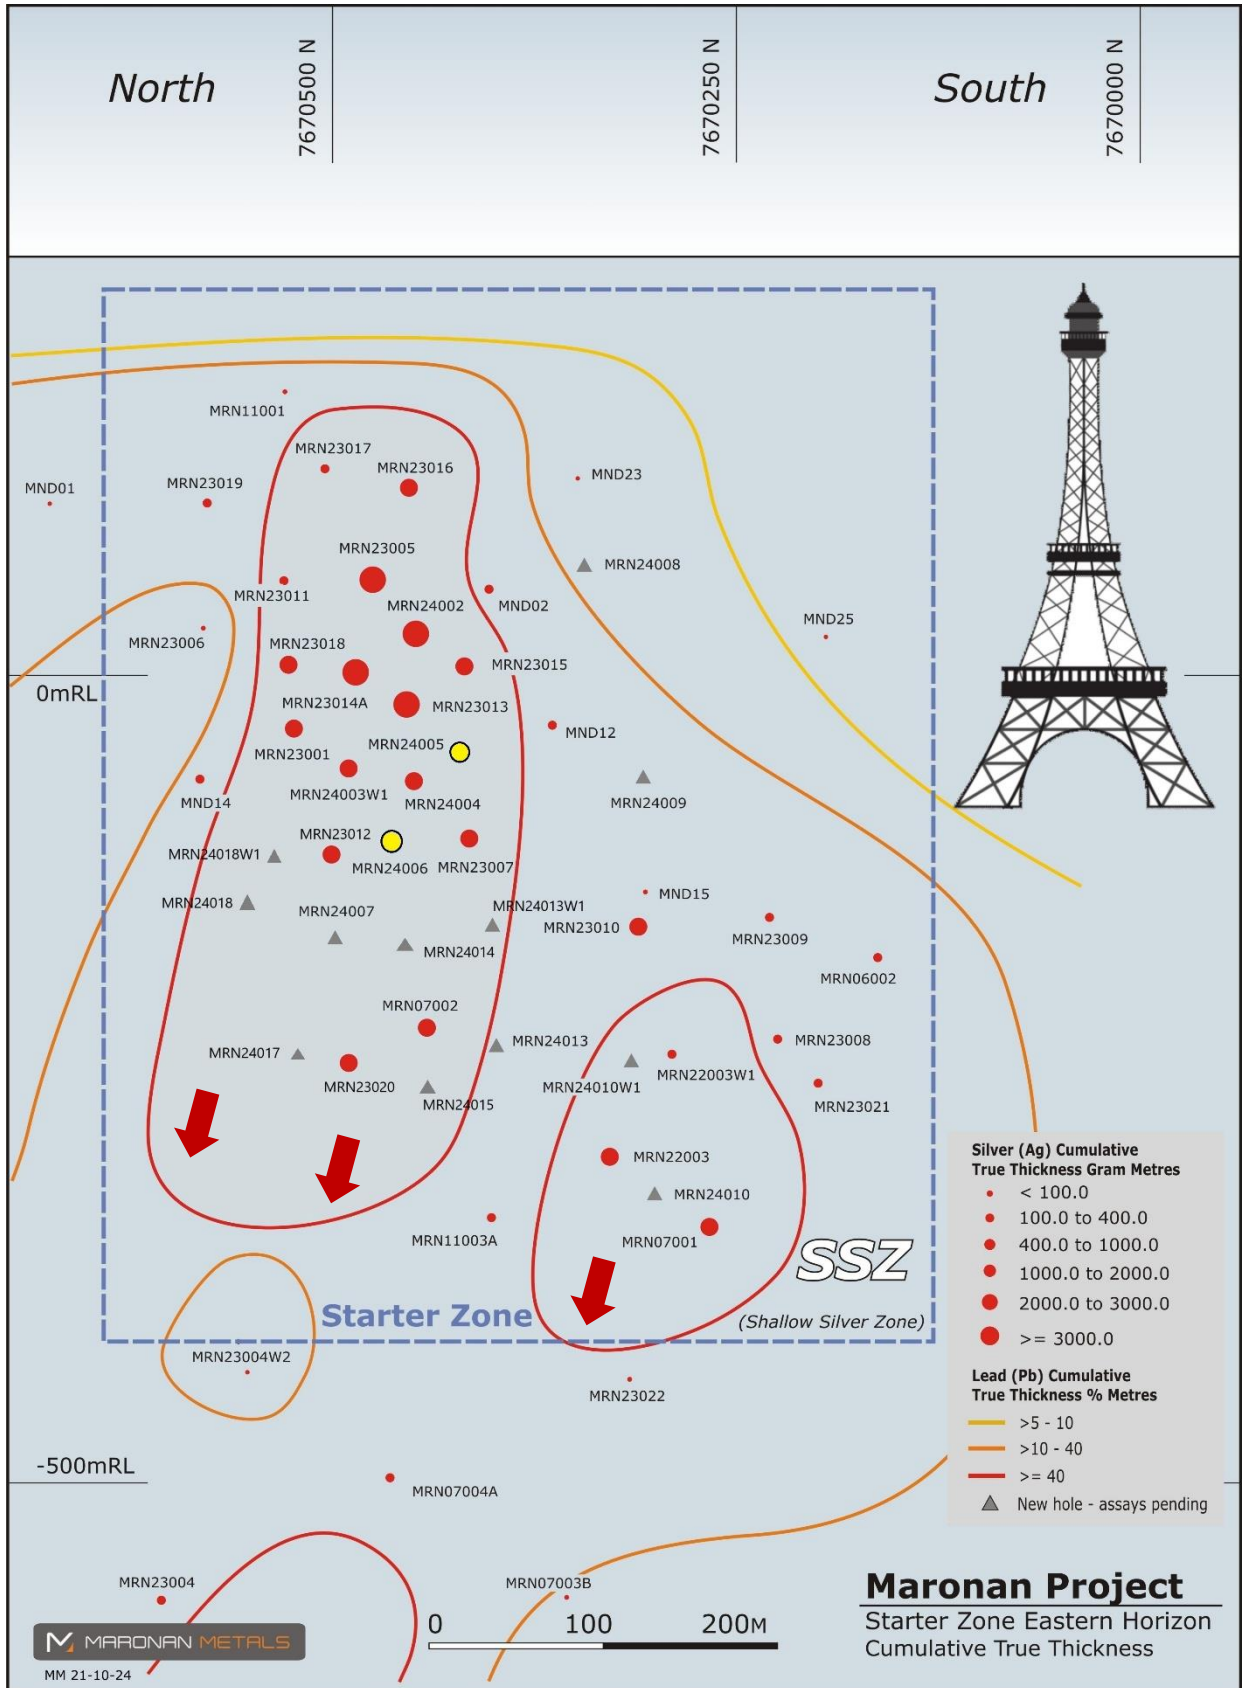 North
7670500 N
7670250 N
South
7670000 N
MRN11001
MRN23017
MRN23016
MND23
MND01
MRN23019
MRN23005
MRN24008
MRN23011
MRN24002
MND02
MND25
MRN23006
MRN23018
MRN23015
0mRL
MRN23014A
MRN23013
MRN24005
MND12
MRN23001
MND14
MRN24003W1
MRN24004
MRN24009
MRN23012
MRN24018W1
MRN24006
MRN23007
MND15
MRN24018
MRN24007
MRN24013W1
MRN23010
MRN23009
MRN24014
MRN06002
MRN07002
MRN24013
MRN23008
MRN24017
MRN22003W1
MRN24010W1
MRN23020
MRN24015
MRN23021
MRN22003
MRN24010
MRN11003A
MRN07001
SSZ
(Shallow Silver Zone)
Starter Zone
MRN23004W2
MRN23022
-500mRL
MRN07004A
MRN23004
MRN07003B
Silver (Ag) Cumulative
True Thickness Gram Metres
< 100.0
100.0 to 400.0
400.0 to 1000.0
1000.0 to 2000.0
2000.0 to 3000.0
>= 3000.0
Lead (Pb) Cumulative
True Thickness % Metres
>5 - 10
>10 - 40
>= 40
New hole - assays pending
MARONAN METALS
MM 21-10-24
0 100 200M
Maronan Project
Starter Zone Eastern Horizon
Cumulative True Thickness